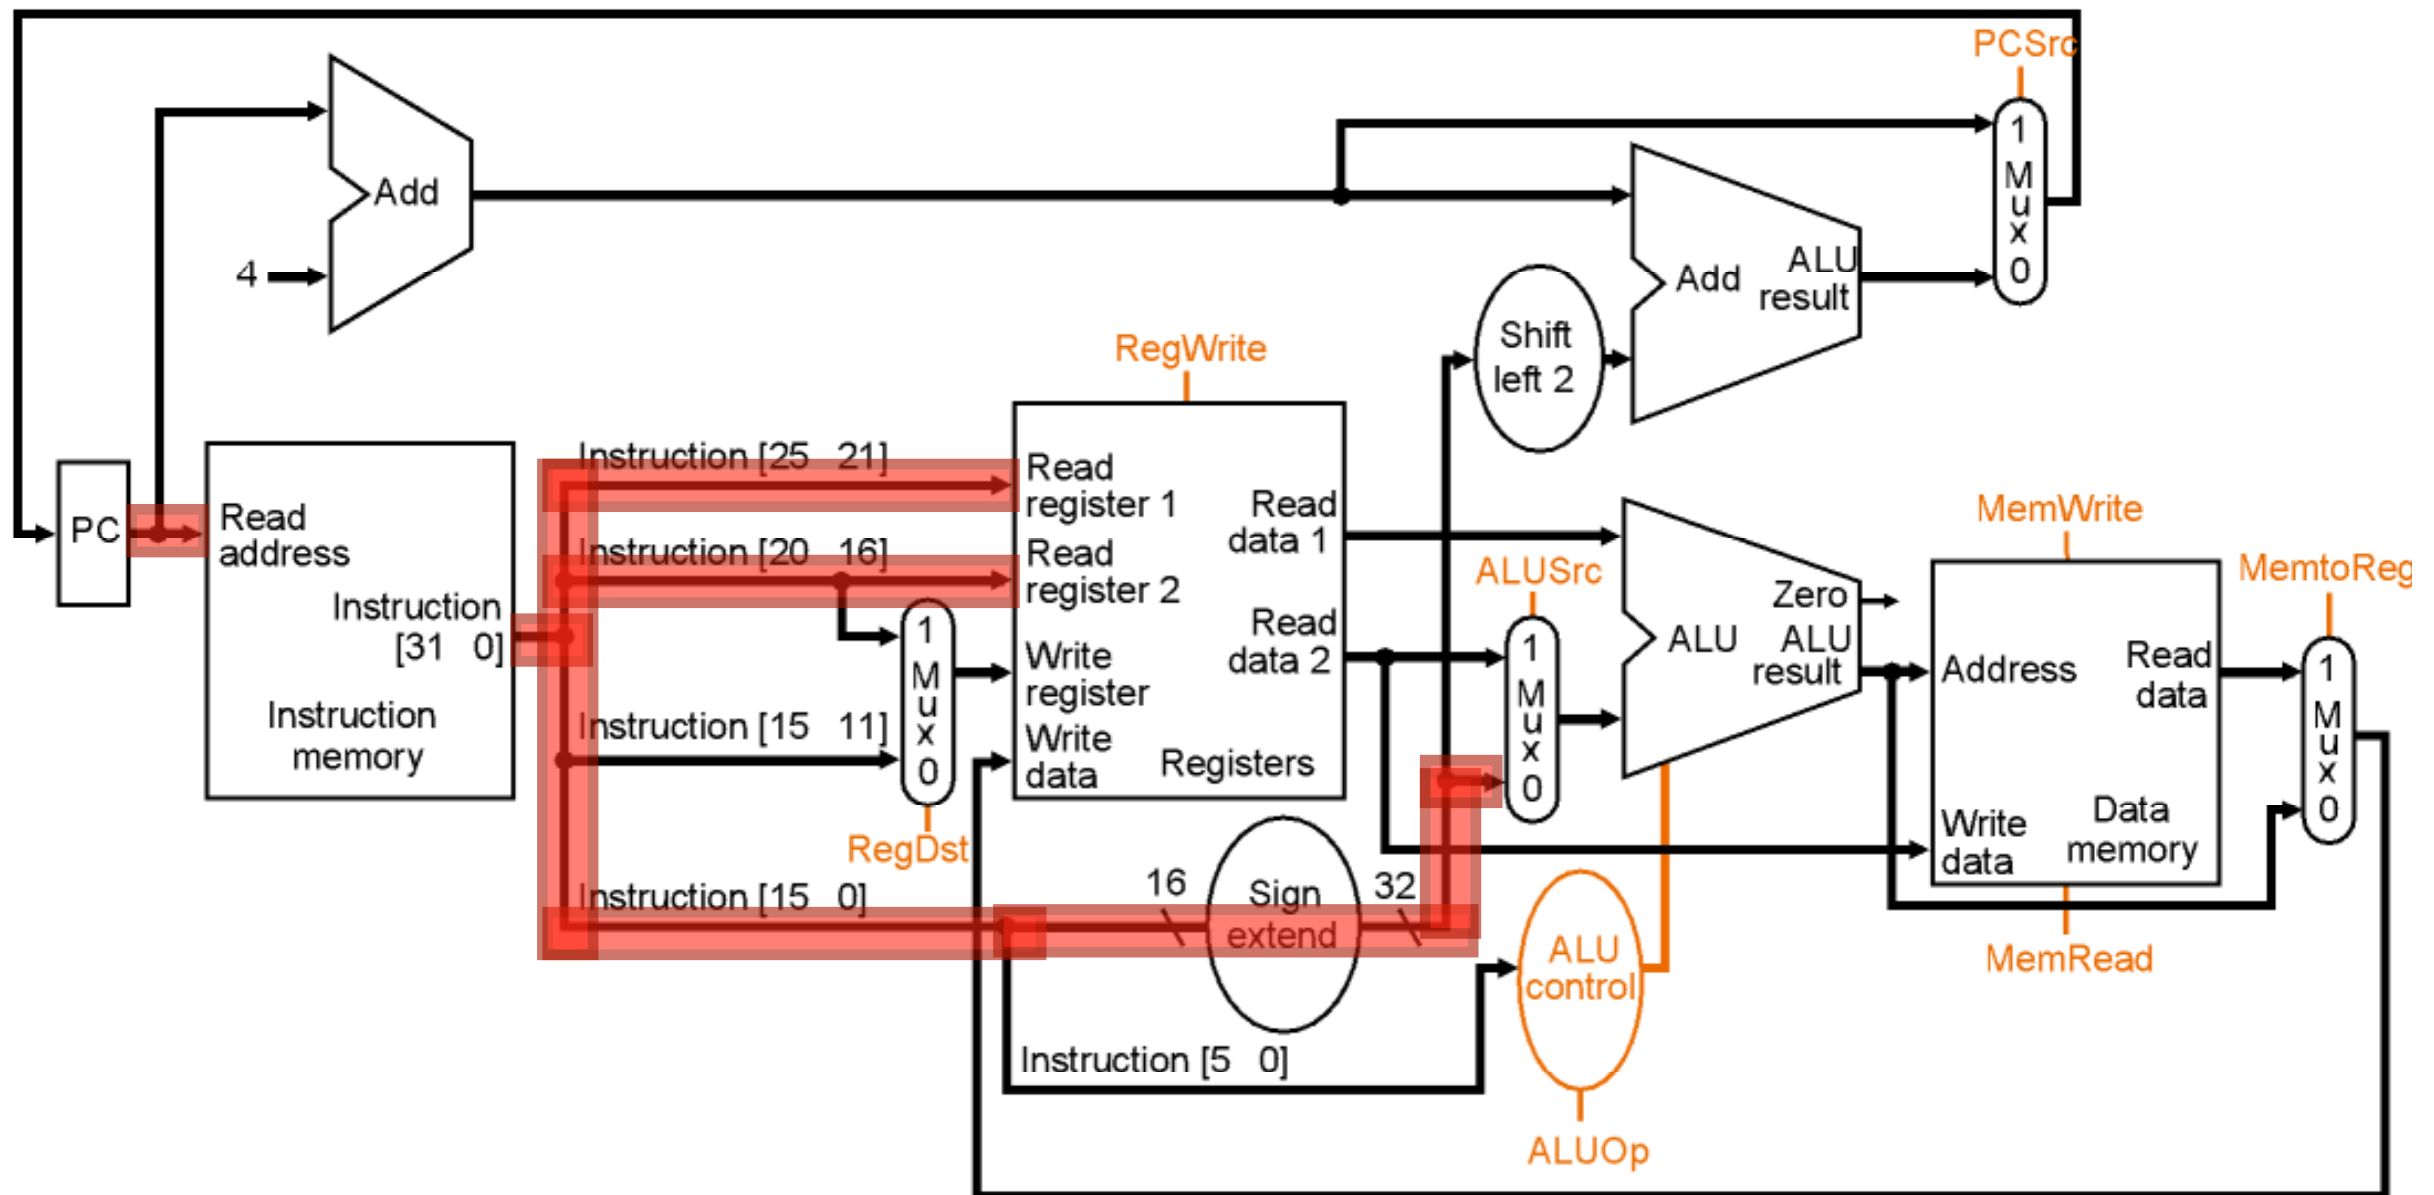 PCSrc
1
M
u
x
0
Add
4
Add
ALU
result
Shift
left 2
RegWrite
Instruction [25 21]
Read
register 1
Read
data 1
PC
Read
address
Instruction
[31 0]
Instruction
memory
Instruction [20 16]
Read
register 2
Read
data 2
1
M
u
x
0
Write
register
Write
data
Registers
Instruction [15 11]
RegDst
ALUSrc
1
M
u
x
0
Zero
ALU
ALU
result
MemWrite
Address
Read
data
Write
data
Data
memory
MemRead
MemtoReg
1
M
u
x
0
Instruction [15 0]
16
Sign
extend
32
ALU
control
Instruction [5 0]
ALUOp